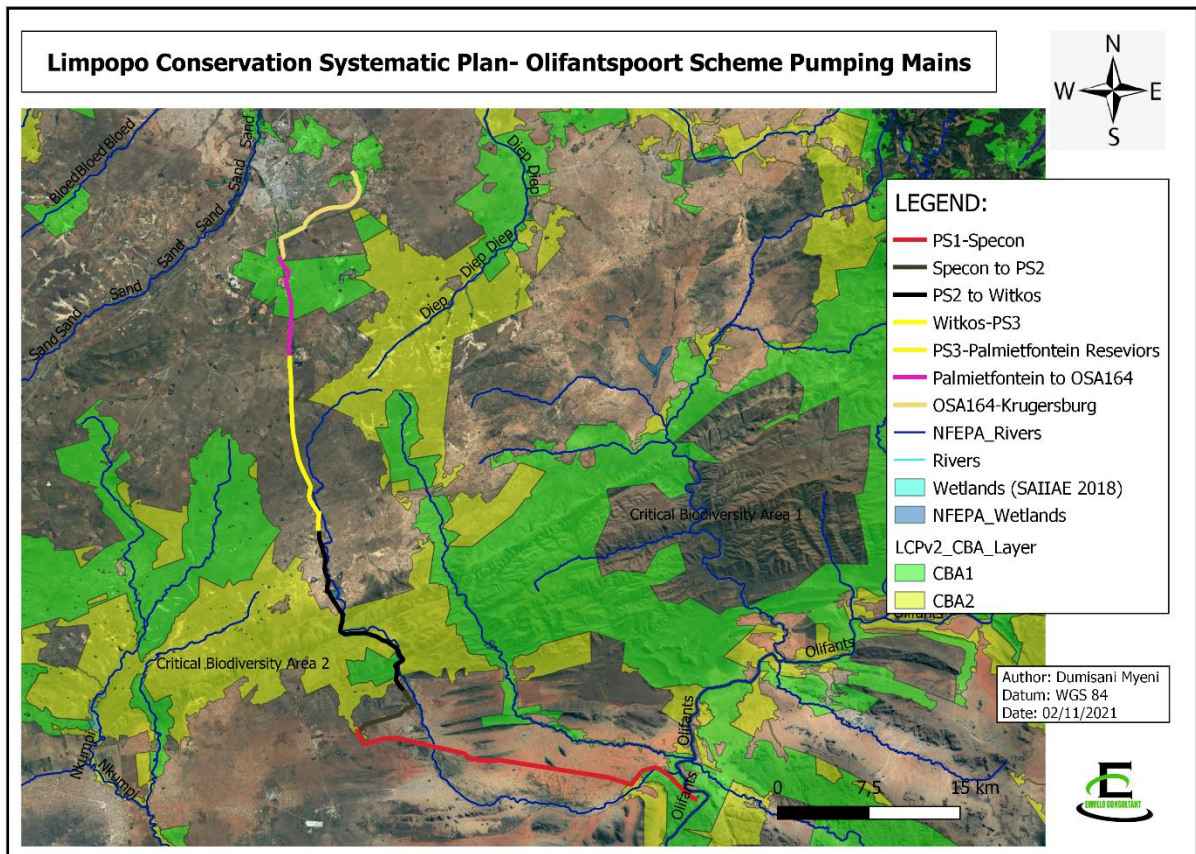 Limpopo Conservation Systematic Plan- Olifantspoort Scheme Pumping Mains
N
W E
S
Bloed Bloed Bloed
Sand
Sand
Sand
Sand
Sand
Sand
Sand
Sand
Diep
Diep
Diep
Diep
Diep
LEGEND:
PS1-Specon
Specon to PS2
PS2 to Witkos
Witkos-PS3
PS3-Palmietfontein Reseviors
Palmietfontein to OSA164
OSA164-Krugersburg
NFEPA_Rivers
Rivers
Wetlands (SAIIAE 2018)
NFEPA_Wetlands
LCPv2_CBA_Layer
CBA1
CBA2
Critical Biodiversity Area 1
Critical Biodiversity Area 2
Olifants
Olifants
Olifants
Olifants
Nkumpi
Nkumpi
0 7,5 15 km
Author: Dumisani Myeni
Datum: WGS 84
Date: 02/11/2021
E
EMVELO CONSULTANT